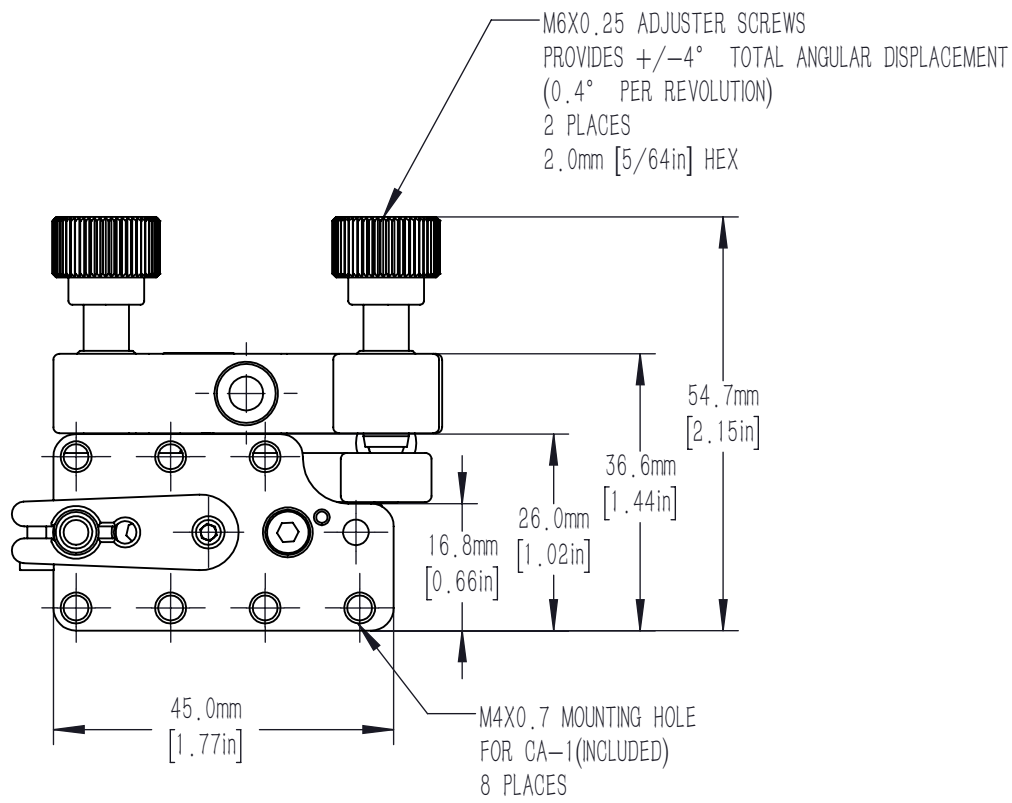 M6X0.25 ADJUSTER SCREWS
PROVIDES +/-4° TOTAL ANGULAR DISPLACEMENT
(0.4° PER REVOLUTION)
2 PLACES
2.0mm [5/64in] HEX
54.7mm
[2.15in]
36.6mm
[1.44in]
26.0mm
[1.02in]
16.8mm
[0.66in]
45.0mm
[1.77in]
M4X0.7 MOUNTING HOLE
FOR CA-1(INCLUDED)
8 PLACES